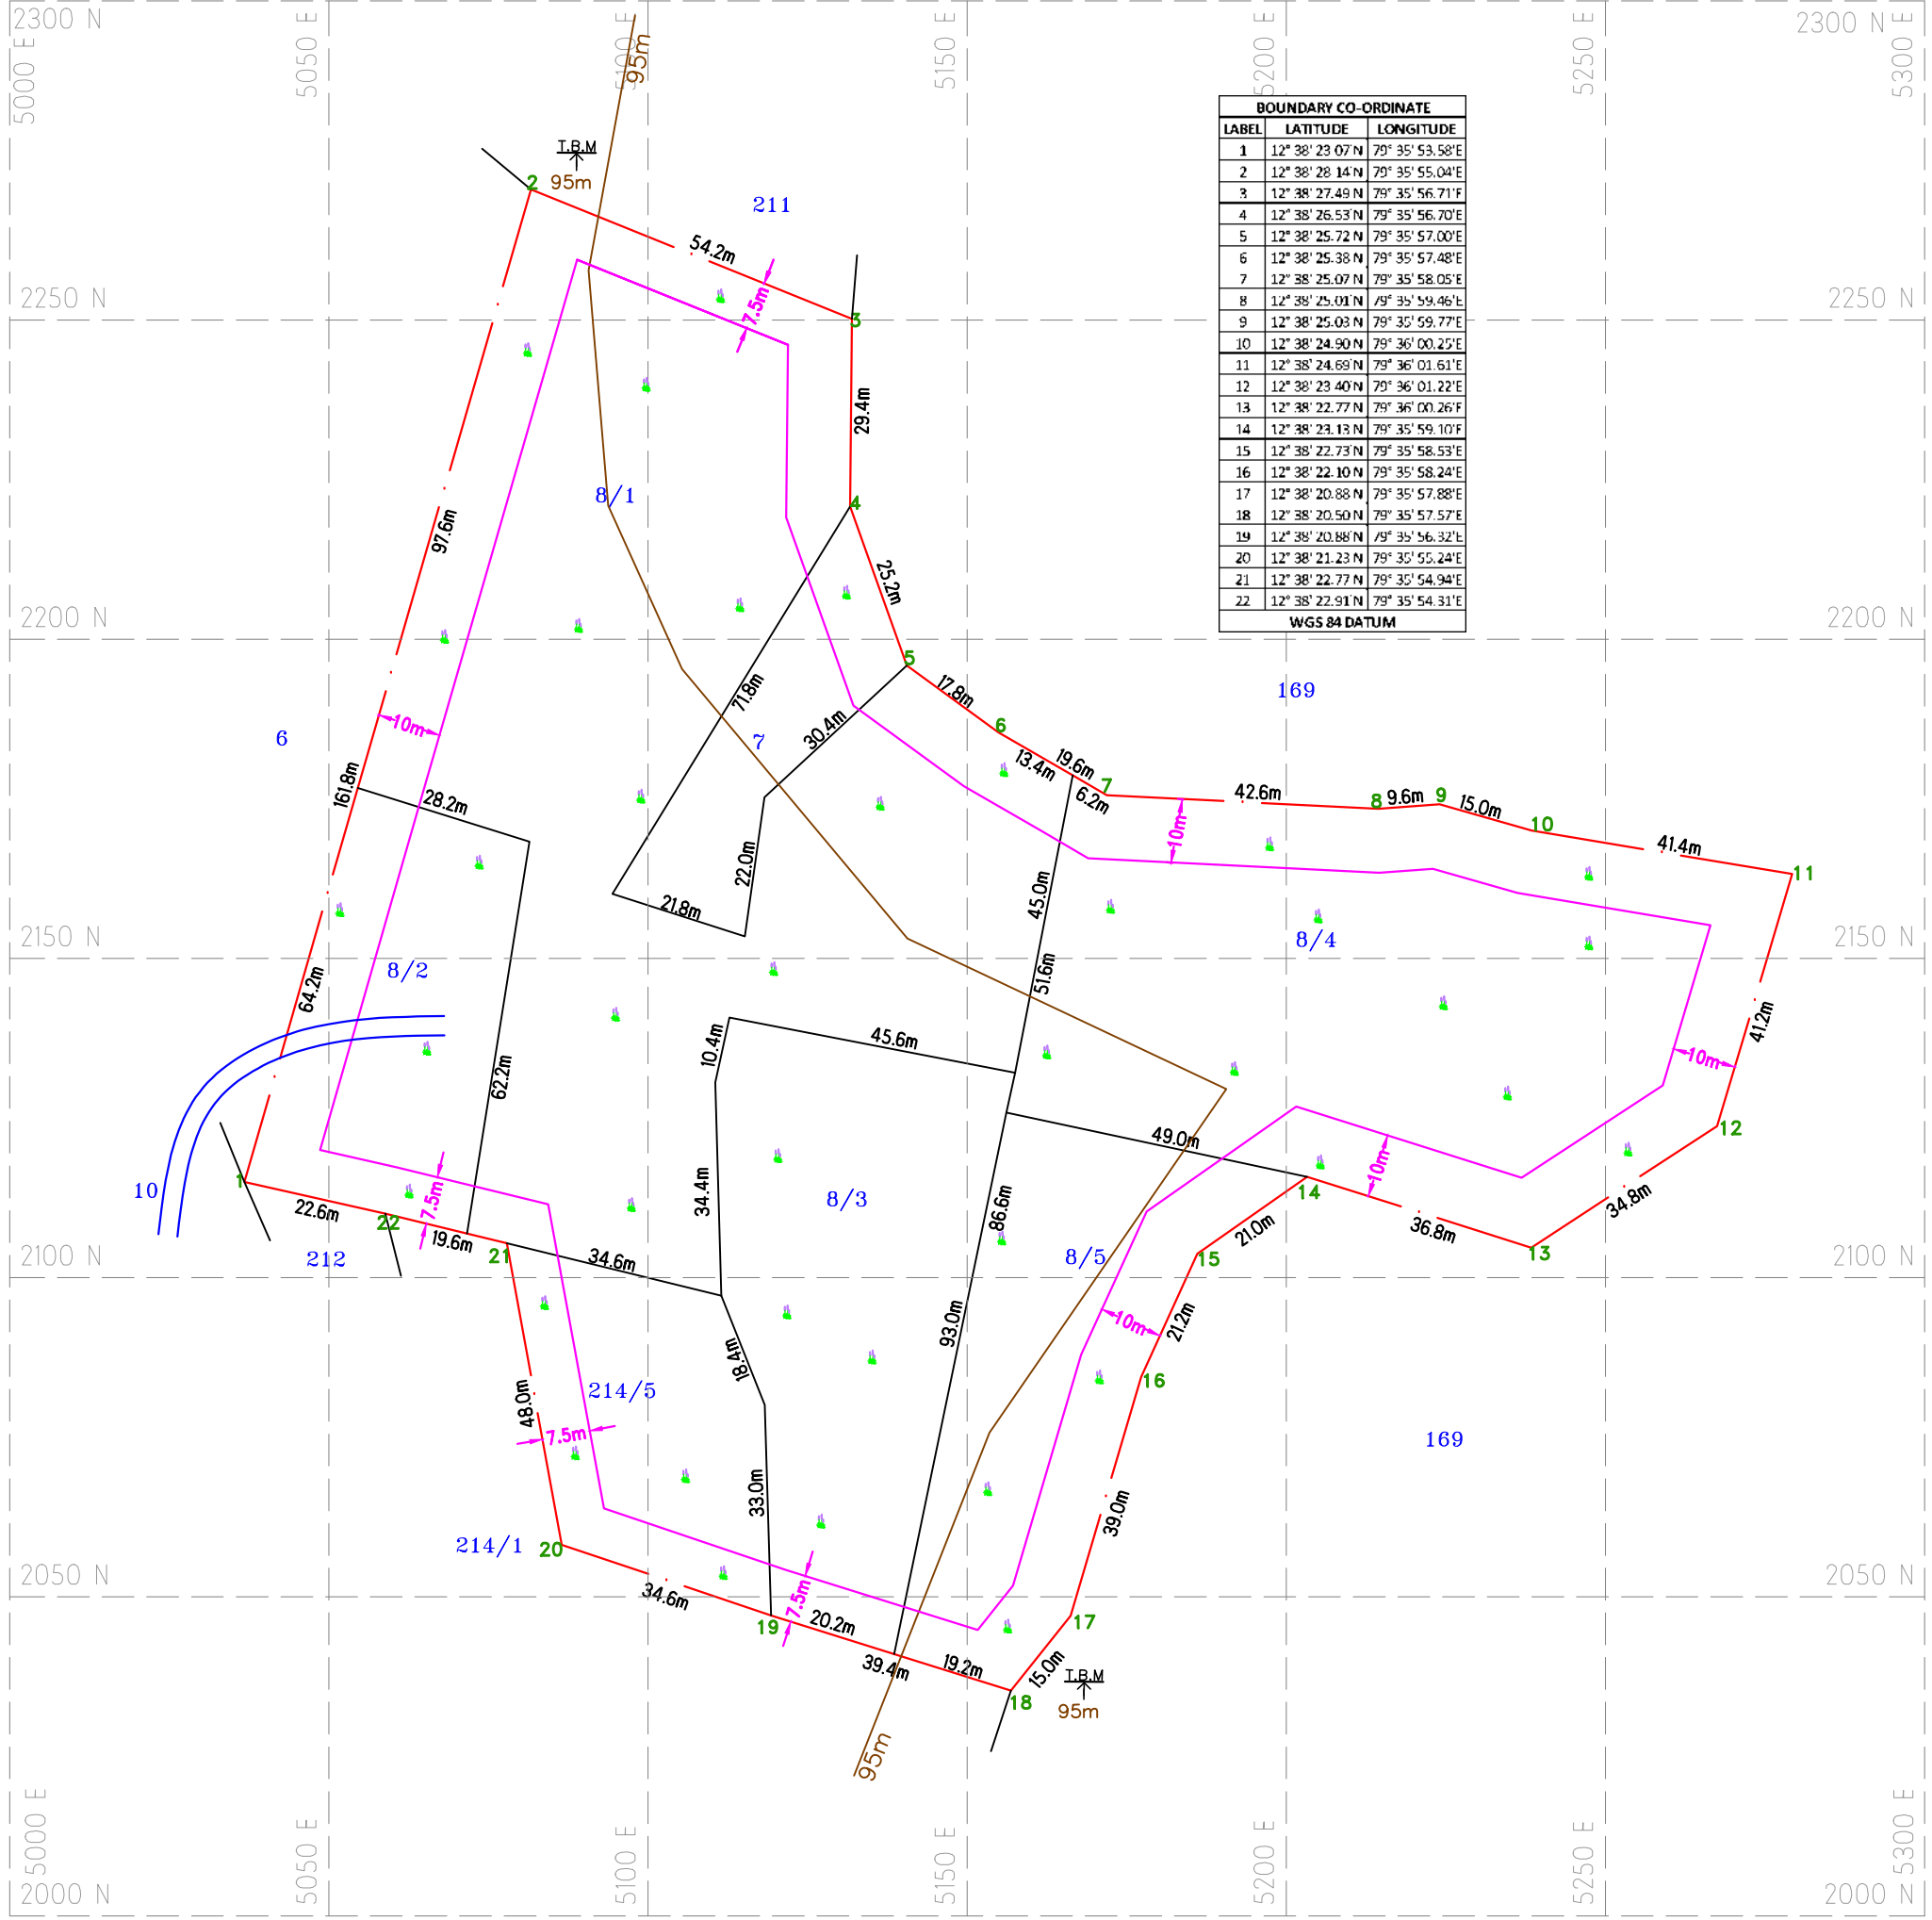 2300 N
2300 N
5000 E
5050 E
5100 E
5150 E
5200 E
5250 E
5300 E
95m
T.B.M
95m
2
211
54.2m
7.5m
3
BOUNDARY CO-ORDINATE
LABEL LATITUDE LONGITUDE
1 12° 38' 23.07"N 79° 35' 53.58"E
2 12° 38' 28.14"N 79° 35' 55.04"E
3 12° 38' 27.49"N 79° 35' 56.71"E
4 12° 38' 26.53"N 79° 35' 56.70"E
5 12° 38' 25.72"N 79° 35' 57.00"E
6 12° 38' 25.38"N 79° 35' 57.48"E
7 12° 38' 25.07"N 79° 35' 58.05"E
8 12° 38' 25.01"N 79° 35' 59.46"E
9 12° 38' 25.03"N 79° 35' 59.77"E
10 12° 38' 24.90"N 79° 36' 00.25"E
11 12° 38' 24.69"N 79° 36' 01.61"E
12 12° 38' 23.40"N 79° 36' 01.22"E
13 12° 38' 22.77"N 79° 36' 00.26"E
14 12° 38' 23.13"N 79° 35' 59.10"E
15 12° 38' 22.73"N 79° 35' 58.53"E
16 12° 38' 22.10"N 79° 35' 58.24"E
17 12° 38' 20.88"N 79° 35' 57.88"E
18 12° 38' 20.50"N 79° 35' 57.57"E
19 12° 38' 20.88"N 79° 35' 56.32"E
20 12° 38' 21.23"N 79° 35' 55.24"E
21 12° 38' 22.77"N 79° 35' 54.94"E
22 12° 38' 22.91"N 79° 35' 54.31"E
WGS 84 DATUM
2250 N
2250 N
29.4m
8/1
4
97.6m
25.2m
2200 N
2200 N
5
17.8m
169
71.8m
6
10m
6
30.4m
7
19.6m
13.4m
7
6.2m
161.8m
28.2m
42.6m
8
9.6m
9
15.0m
10
10m
41.4m
11
22.0m
45.0m
21.8m
2150 N
2150 N
8/4
8/2
51.6m
64.2m
10.4m
45.6m
41.2m
10m
62.2m
12
49.0m
10m
1
10
7.5m
34.4m
8/3
14
34.8m
22.6m
22
86.6m
21.0m
36.8m
19.6m
21
212
34.6m
8/5
15
13
2100 N
2100 N
93.0m
10m
21.2m
18.4m
16
48.0m
214/5
7.5m
169
33.0m
39.0m
214/1
20
2050 N
2050 N
34.6m
7.5m
19
20.2m
17
39.4m
19.2m
15.0m
T.B.M
18
95m
95m
5000 E
5050 E
5100 E
5150 E
5200 E
5250 E
5300 E
2000 N
2000 N